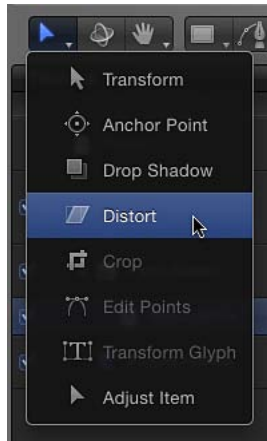 Transform
Anchor Point
Drop Shadow
Distort
Crop
Edit Points
Transform Glyph
Adjust Item